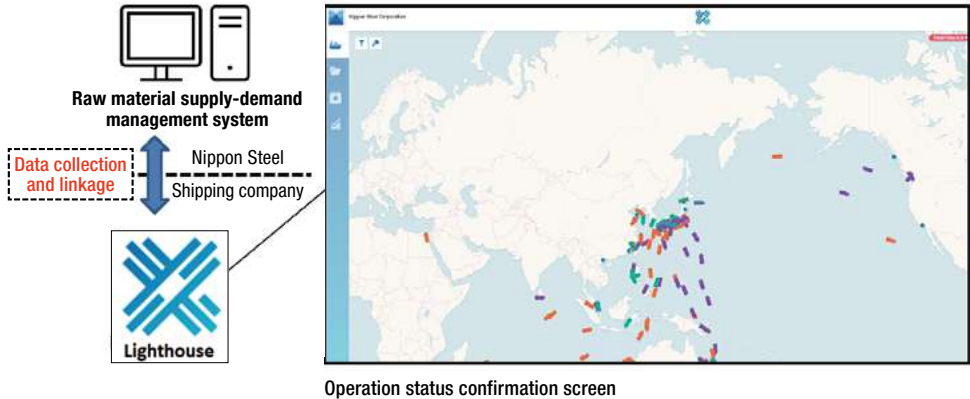 Raw material supply-demand
management system
Data collection
and linkage
Nippon Steel
Shipping company
Lighthouse
Nippon Steel Corporation
Operation status confirmation screen